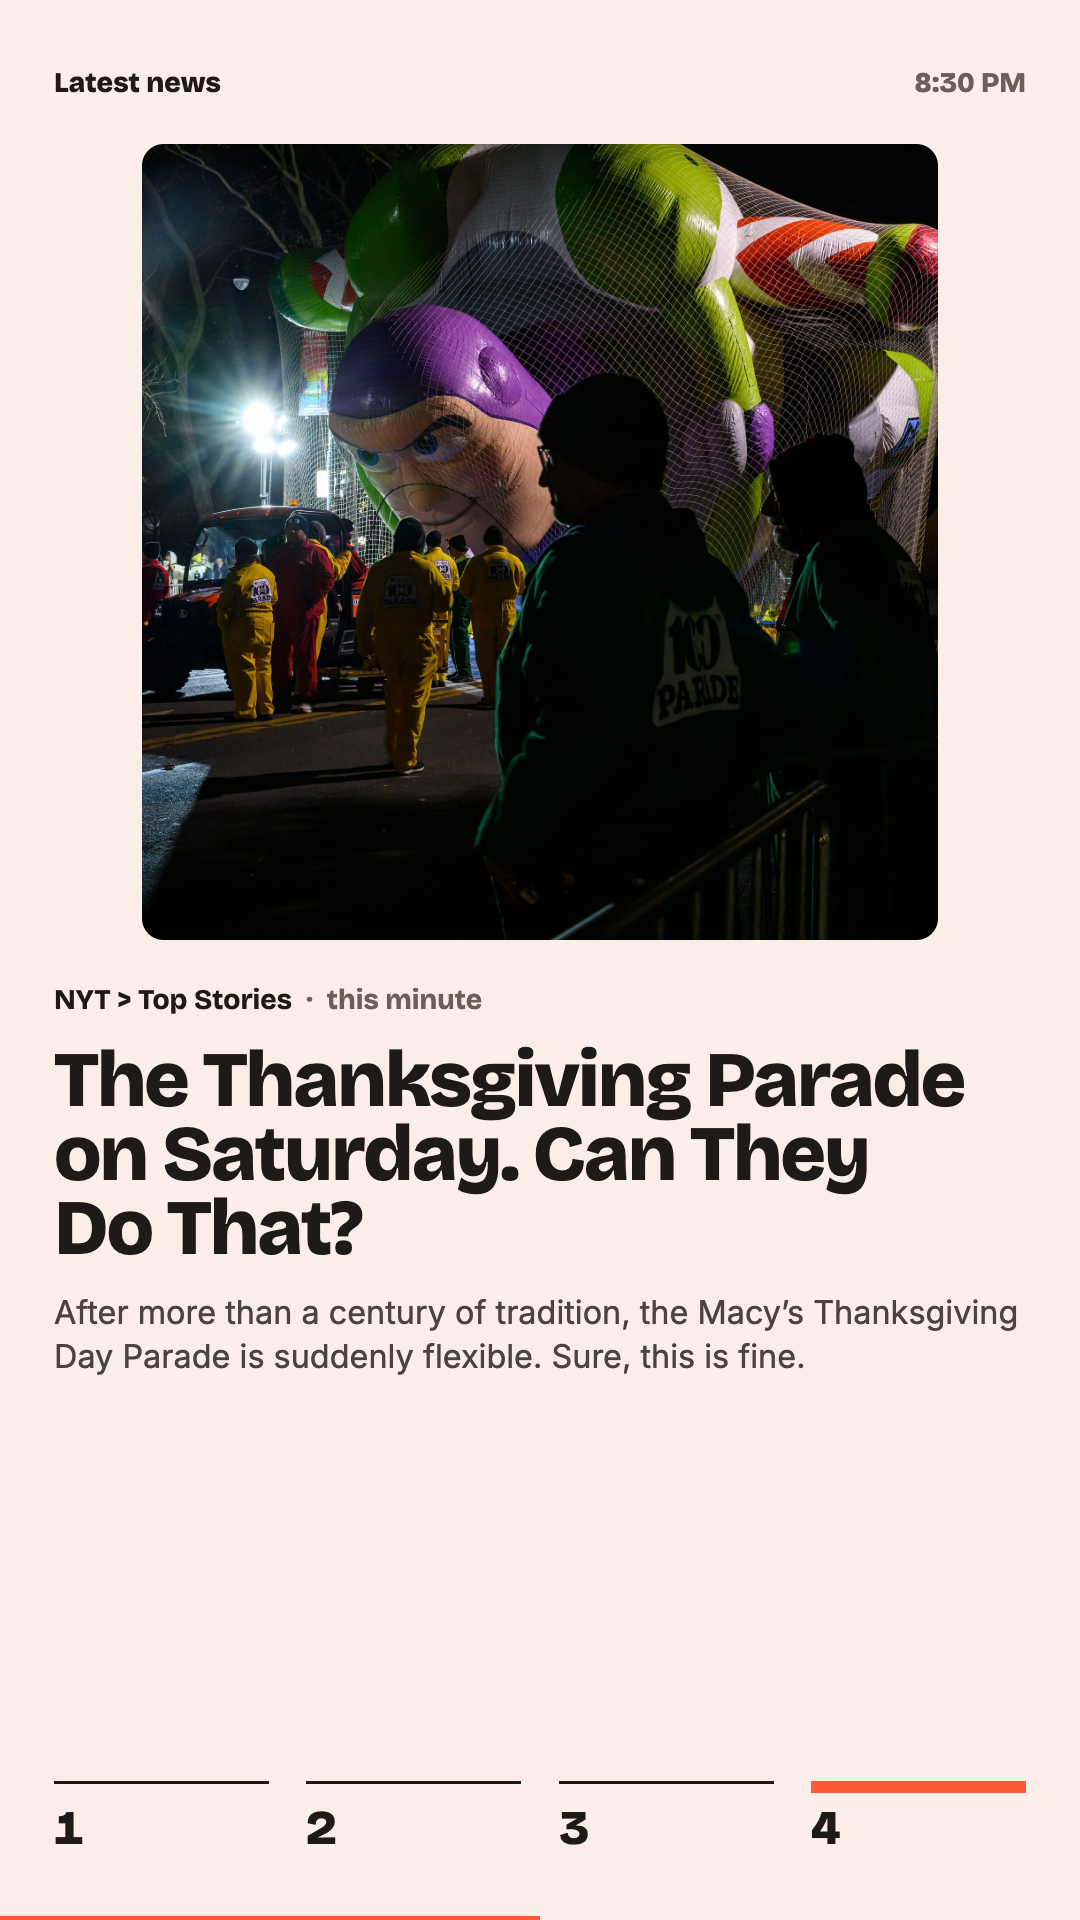 Latest news
8:30 PM
100
PARADE
100
PARADE
100
PARADE
NYT > Top Stories · this minute
The Thanksgiving Parade
on Saturday. Can They
Do That?
After more than a century of tradition, the Macy’s Thanksgiving
Day Parade is suddenly flexible. Sure, this is fine.
1
2
3
4